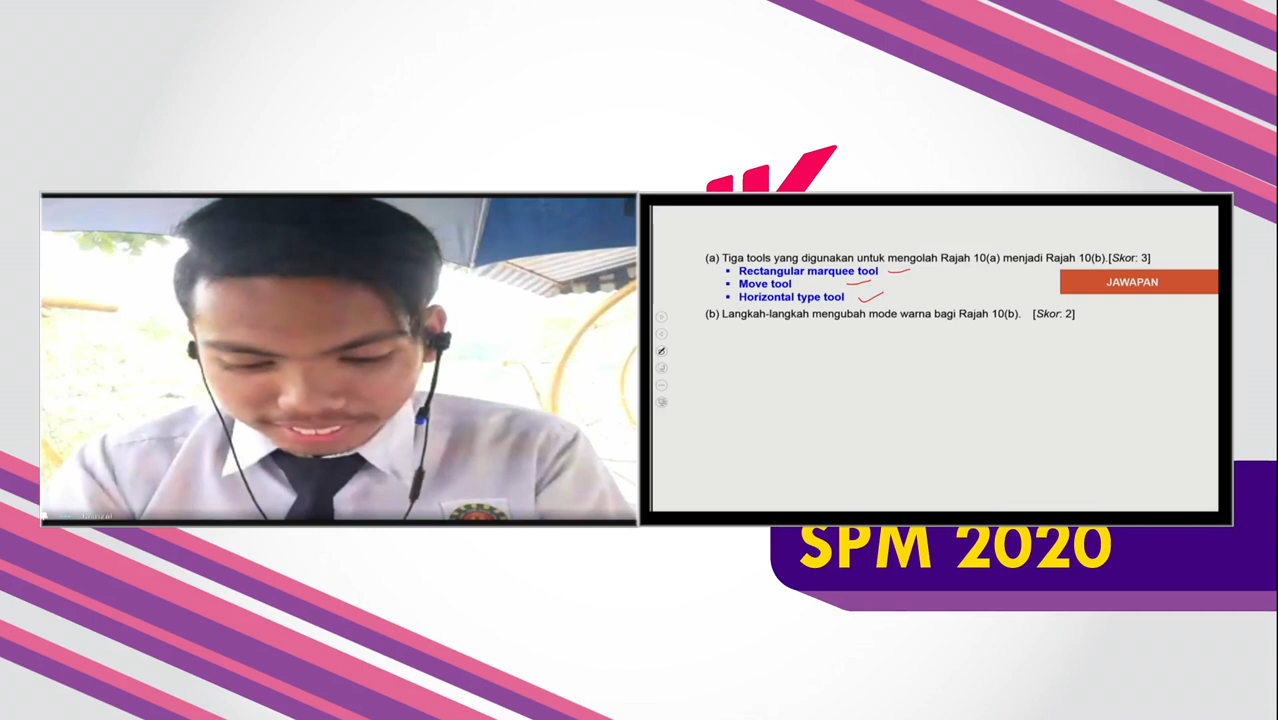 (a) Tiga tools yang digunakan untuk mengolah Rajah 10(a) menjadi Rajah 10(b).[Skor: 3]
▪ Rectangular marquee tool
▪ Move tool
▪ Horizontal type tool
JAWAPAN
(b) Langkah-langkah mengubah mode warna bagi Rajah 10(b). [Skor: 2]
SPM 2020